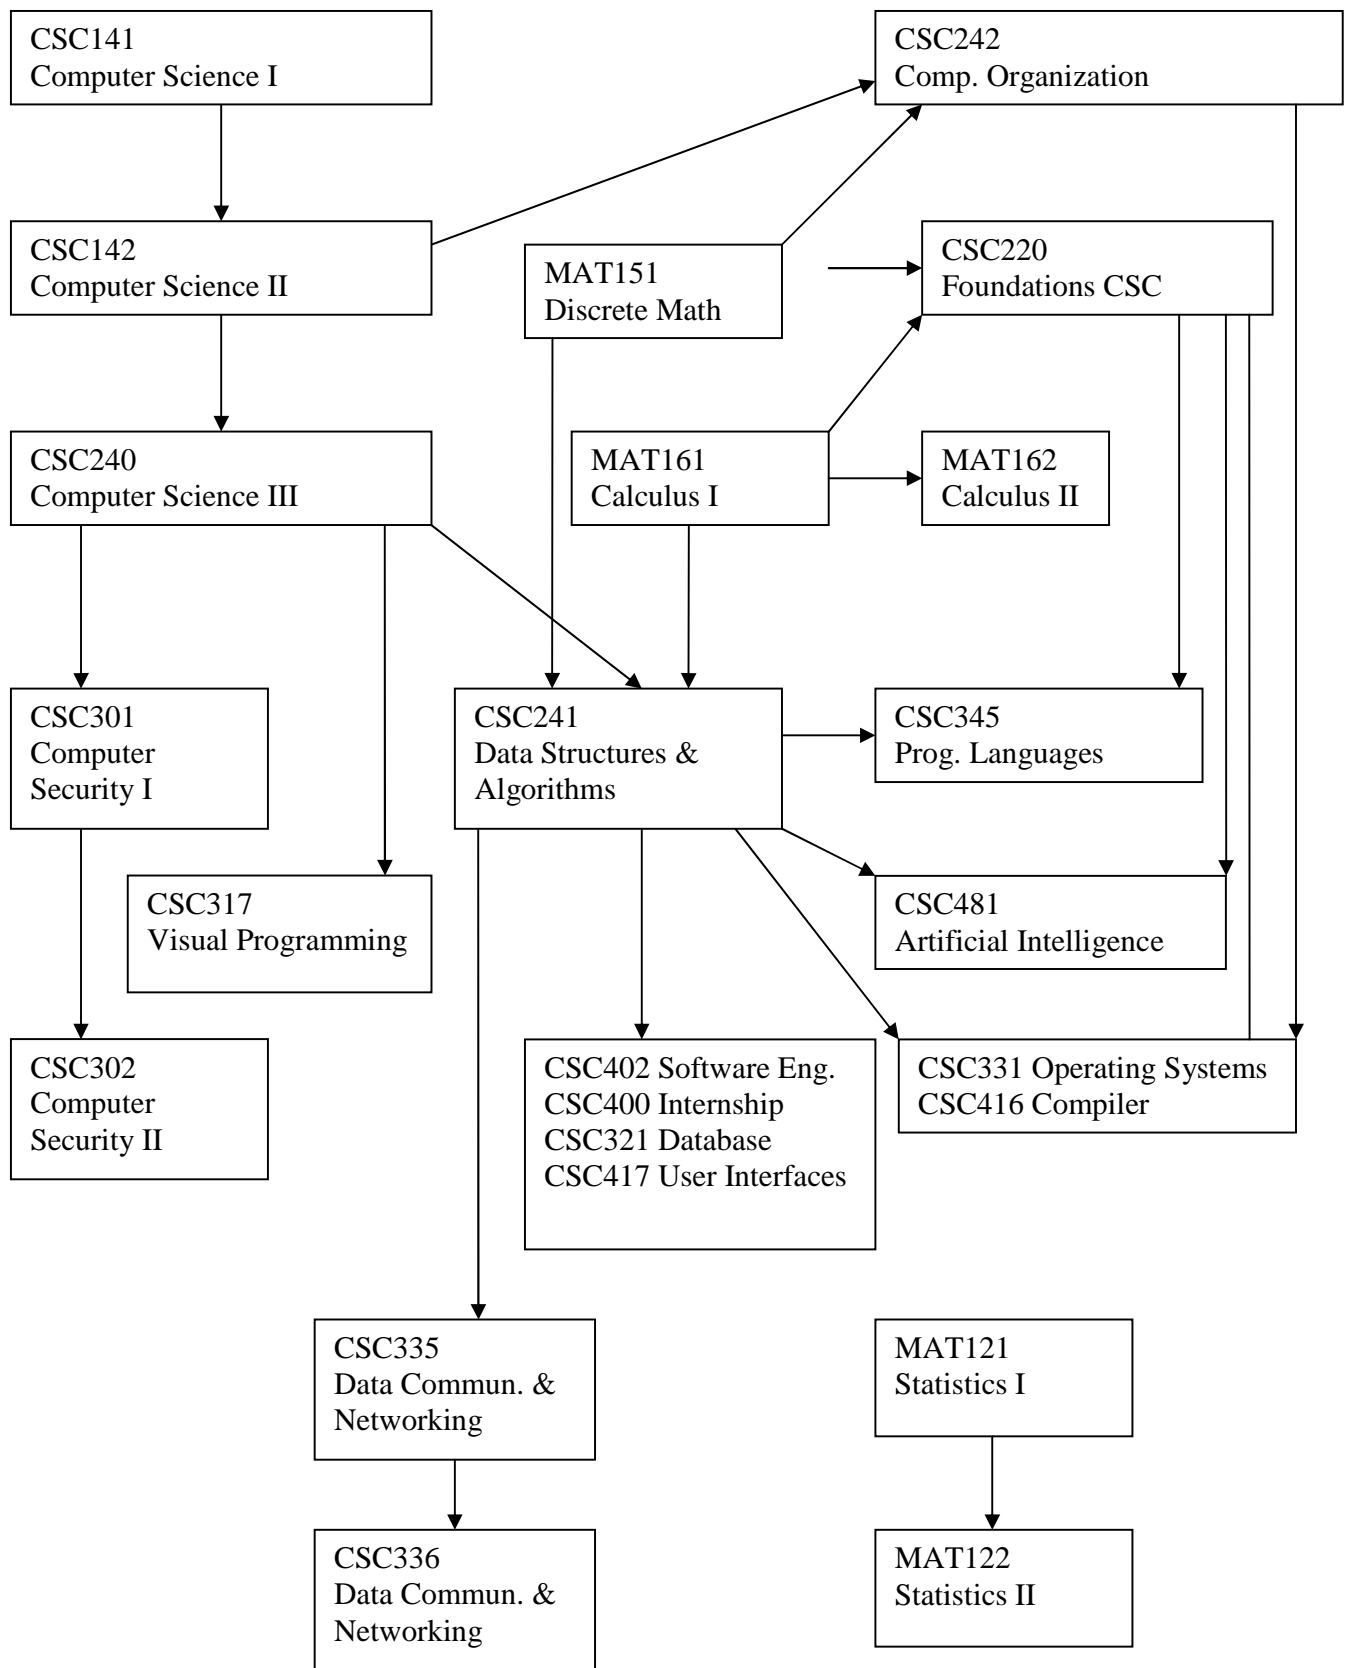 CSC141
Computer Science I
CSC242
Comp. Organization
CSC142
Computer Science II
MAT151
Discrete Math
CSC220
Foundations CSC
CSC240
Computer Science III
MAT161
Calculus I
MAT162
Calculus II
CSC301
Computer
Security I
CSC241
Data Structures &
Algorithms
CSC345
Prog. Languages
CSC317
Visual Programming
CSC481
Artificial Intelligence
CSC302
Computer
Security II
CSC402 Software Eng.
CSC400 Internship
CSC321 Database
CSC417 User Interfaces
CSC331 Operating Systems
CSC416 Compiler
CSC335
Data Commun. &
Networking
MAT121
Statistics I
CSC336
Data Commun. &
Networking
MAT122
Statistics II